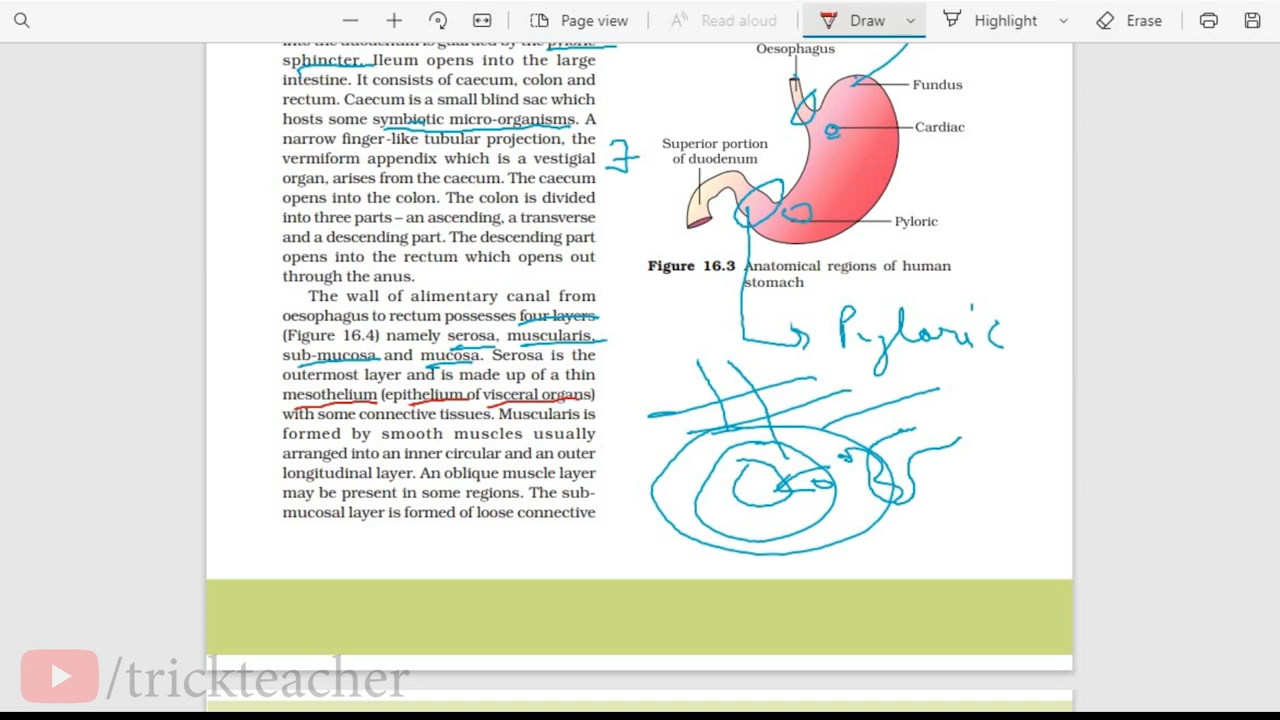 Page view
Read aloud
Draw
Highlight
Erase
into the duodenum is guarded by the pyloric
sphincter. Ileum opens into the large
intestine. It consists of caecum, colon and
rectum. Caecum is a small blind sac which
hosts some symbiotic micro-organisms. A
narrow finger-like tubular projection, the
vermiform appendix which is a vestigial
organ, arises from the caecum. The caecum
opens into the colon. The colon is divided
into three parts – an ascending, a transverse
and a descending part. The descending part
opens into the rectum which opens out
through the anus.
The wall of alimentary canal from
oesophagus to rectum possesses four layers
(Figure 16.4) namely serosa, muscularis,
sub-mucosa and mucosa. Serosa is the
outermost layer and is made up of a thin
mesothelium (epithelium of visceral organs)
with some connective tissues. Muscularis is
formed by smooth muscles usually
arranged into an inner circular and an outer
longitudinal layer. An oblique muscle layer
may be present in some regions. The sub-
mucosal layer is formed of loose connective
Oesophagus
Fundus
Cardiac
Superior portion
of duodenum
Pyloric
Figure 16.3 Anatomical regions of human
stomach
Pyloric
/trickteacher